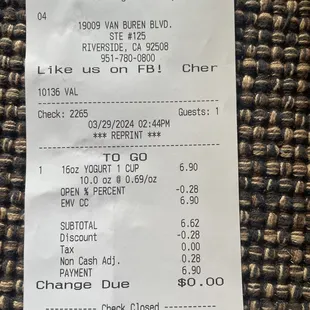 04
19009 VAN BUREN BLVD.
STE #125
RIVERSIDE, CA 92508
951-780-0800
Like us on FB! Cher
10136 VAL
Check: 2265 Guests: 1
03/29/2024 02:44PM
*** REPRINT ***
TO GO
1 16oz YOGURT 1 CUP 6.90
10.0 oz @ 0.69/oz
OPEN % PERCENT -0.28
EMV CC 6.90
SUBTOTAL 6.62
Discount -0.28
Tax 0.00
Non Cash Adj. 0.28
PAYMENT 6.90
Change Due $0.00
----------- Check Closed -----------